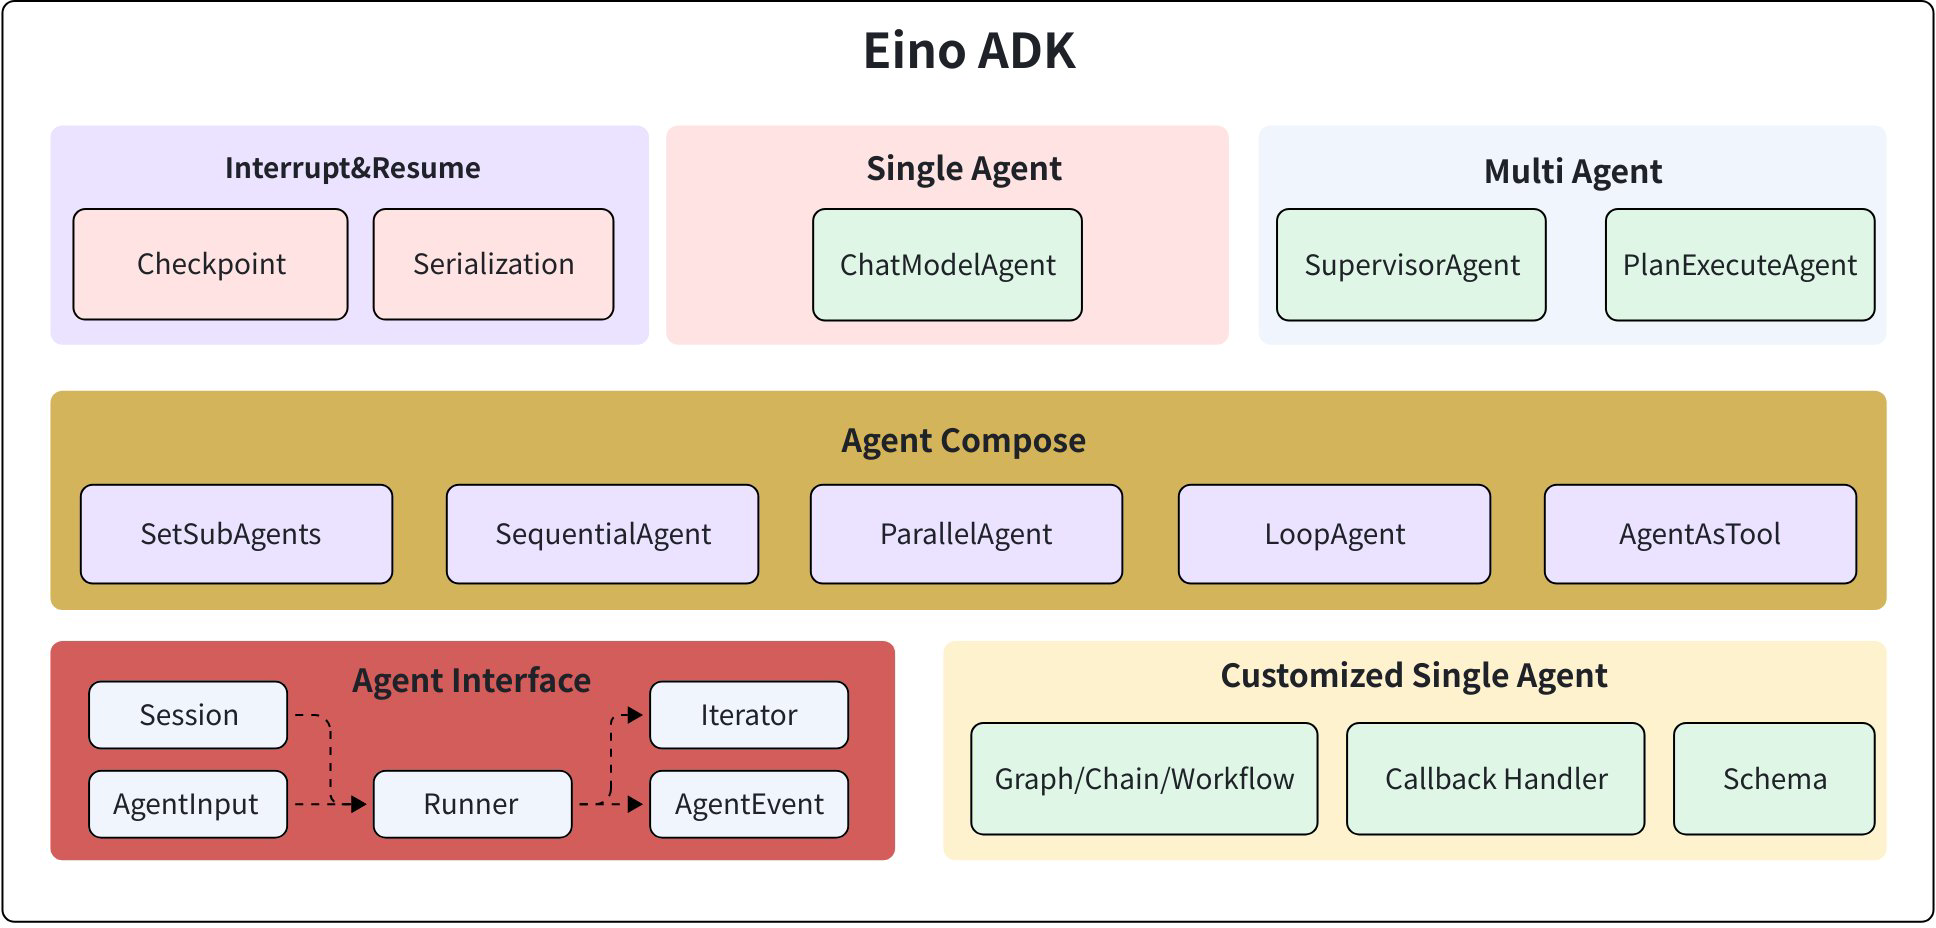 Eino ADK
Interrupt&Resume
Checkpoint
Serialization
Single Agent
ChatModelAgent
Multi Agent
SupervisorAgent
PlanExecuteAgent
Agent Compose
SetSubAgents
SequentialAgent
ParallelAgent
LoopAgent
AgentAsTool
Agent Interface
Session
Iterator
AgentInput
Runner
AgentEvent
Customized Single Agent
Graph/Chain/Workflow
Callback Handler
Schema